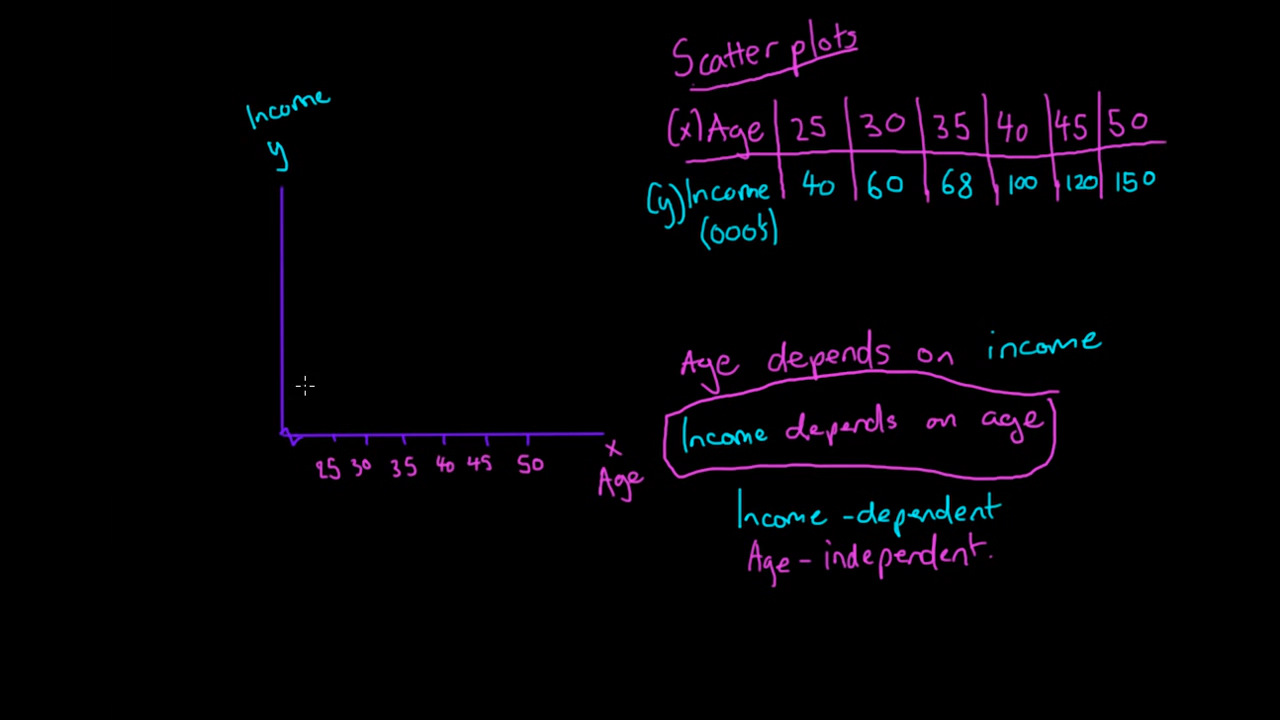 Scatter plots
Income
y
(x) Age 25 30 35 40 45 50
(y) Income 40 60 68 100 120 150
(000's)
Age depends on income
Income depends on age
25 30 35 40 45 50
x
Age
Income - dependent
Age - independent.